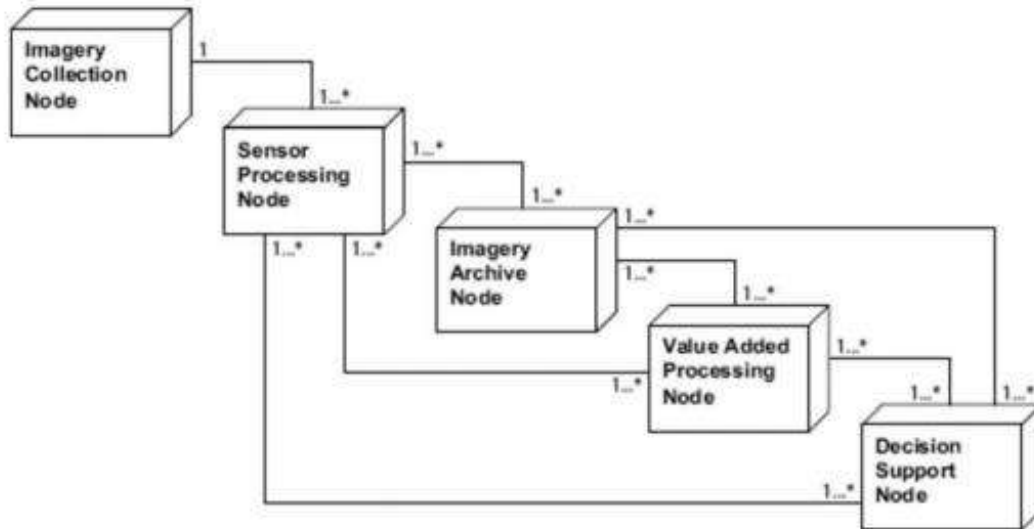 Imagery
Collection
Node
1
1...*
Sensor
Processing
Node
1...*
1...*
1...*
1...*
Imagery
Archive
Node
1...*
1...*
1...*
Value Added
Processing
Node
1...*
1...*
1...*
1...*
Decision
Support
Node
1...*